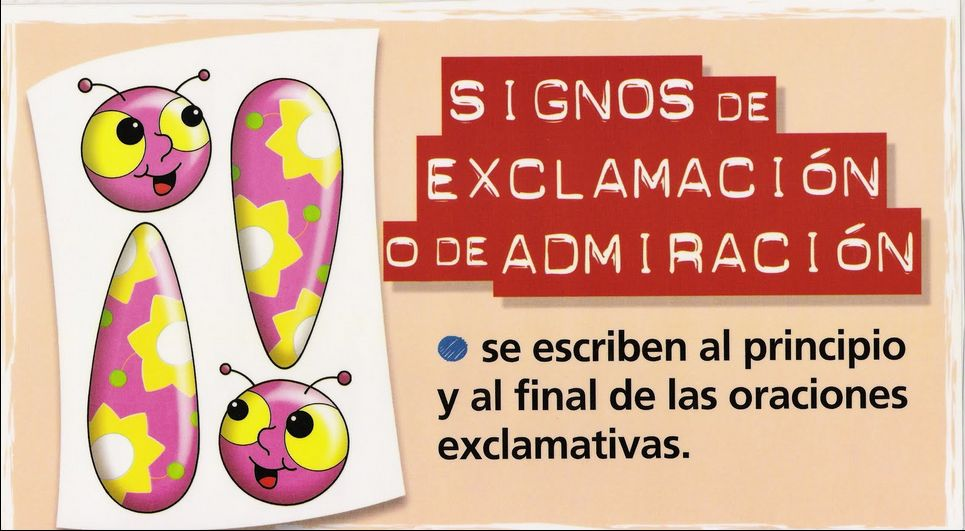 SIGNOS DE
EXCLAMACIÓN
O DE ADMIRACIÓN
se escriben al principio
y al final de las oraciones
exclamativas.